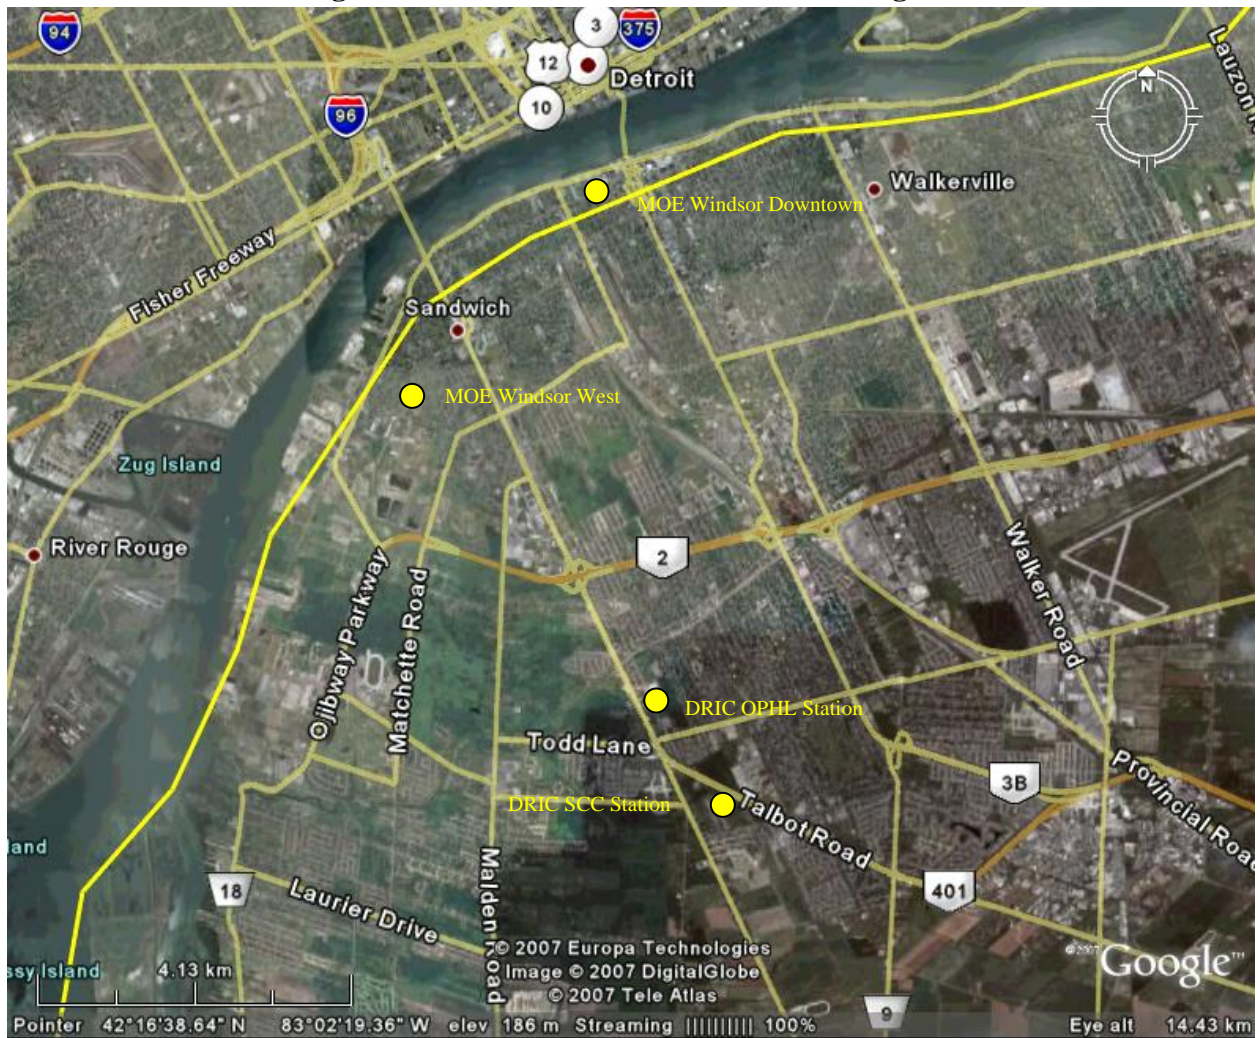 94
3
375
12
Detroit
10
96
N
Walkerville
MOE Windsor Downtown
Fisher Freeway
Sandwich
MOE Windsor West
Zug Island
River Rouge
2
Walker Road
Ojibway Parkway
Matchette Road
DRIC OPHL Station
Todd Lane
3B
Provincial Road
DRIC SCC Station
Talbot Road
401
18
Laurier Drive
Malden Road
© 2007 Europa Technologies
Image © 2007 DigitalGlobe
© 2007 Tele Atlas
©2007 Google™
ssy Island
4.13 km
9
Pointer 42°16'38.64" N 83°02'19.36" W elev 186 m Streaming |||||||||| 100% Eye alt 14.43 km